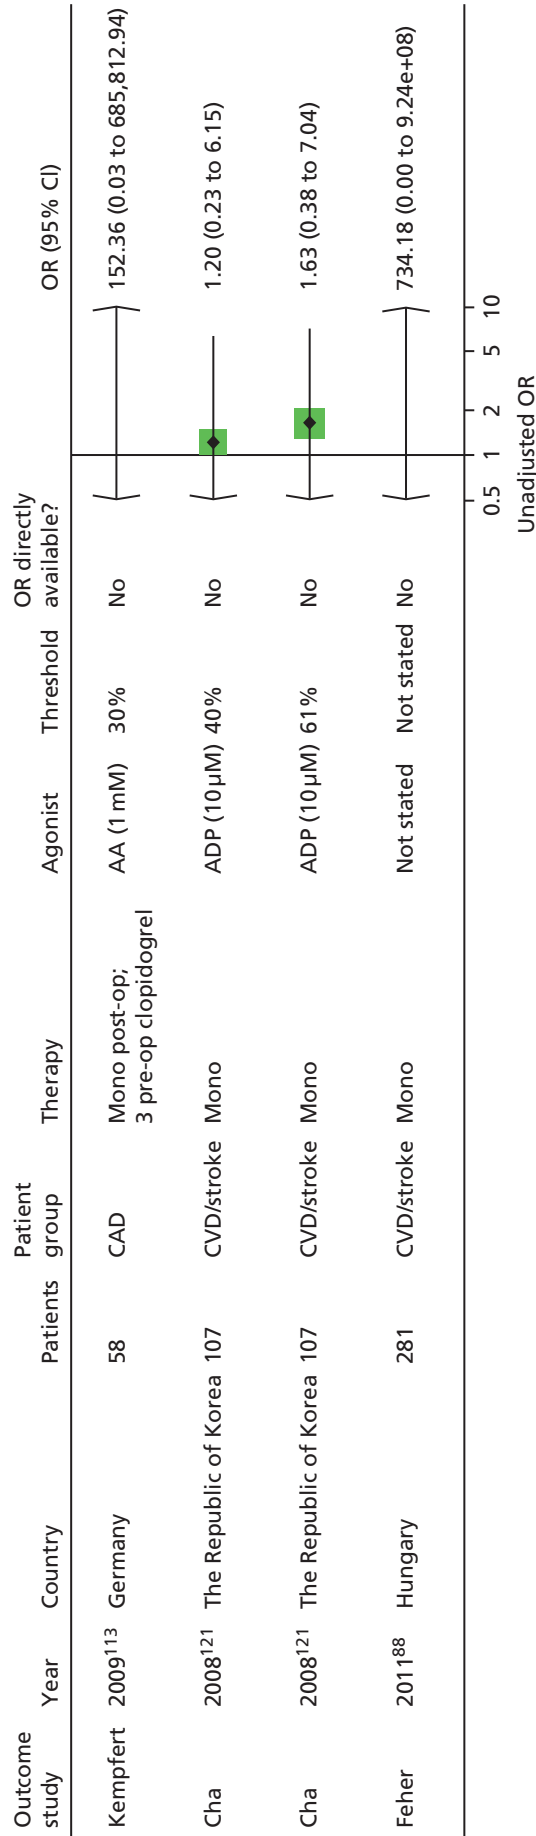 Outcome study Year Country Patients Patient group Therapy Agonist Threshold OR directly available? OR (95% CI)
Kempfert 2009113 Germany 58 CAD Mono post-op; 3 pre-op clopidogrel AA (1 mM) 30% No 152.36 (0.03 to 685,812.94)
Cha 2008121 The Republic of Korea 107 CVD/stroke Mono ADP (10 µM) 40% No 1.20 (0.23 to 6.15)
Cha 2008121 The Republic of Korea 107 CVD/stroke Mono ADP (10 µM) 61% No 1.63 (0.38 to 7.04)
Feher 201188 Hungary 281 CVD/stroke Mono Not stated Not stated No 734.18 (0.00 to 9.24e+08)
0.5 1 2 5 10
Unadjusted OR